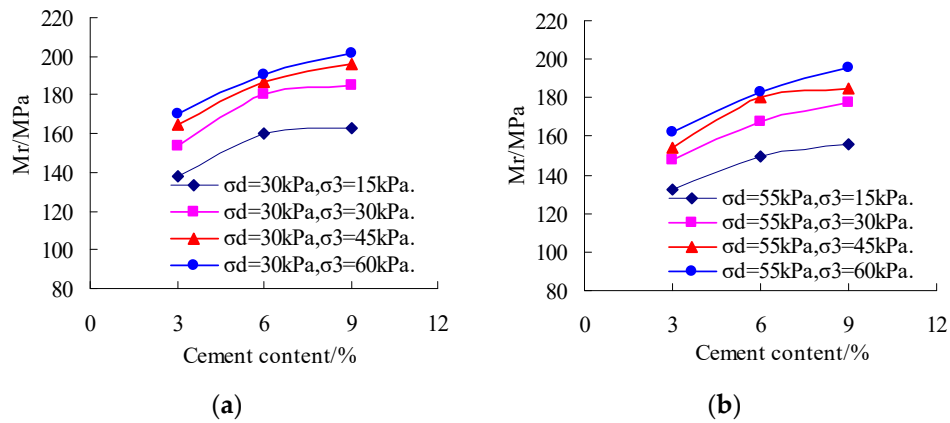 220
200
180
160
140
120
100
80
Mr/MPa
σd=30kPa,σ3=15kPa.
σd=30kPa,σ3=30kPa.
σd=30kPa,σ3=45kPa.
σd=30kPa,σ3=60kPa.
0 3 6 9 12
Cement content/%
(a)
220
200
180
160
140
120
100
80
Mr/MPa
σd=55kPa,σ3=15kPa.
σd=55kPa,σ3=30kPa.
σd=55kPa,σ3=45kPa.
σd=55kPa,σ3=60kPa.
0 3 6 9 12
Cement content/%
(b)